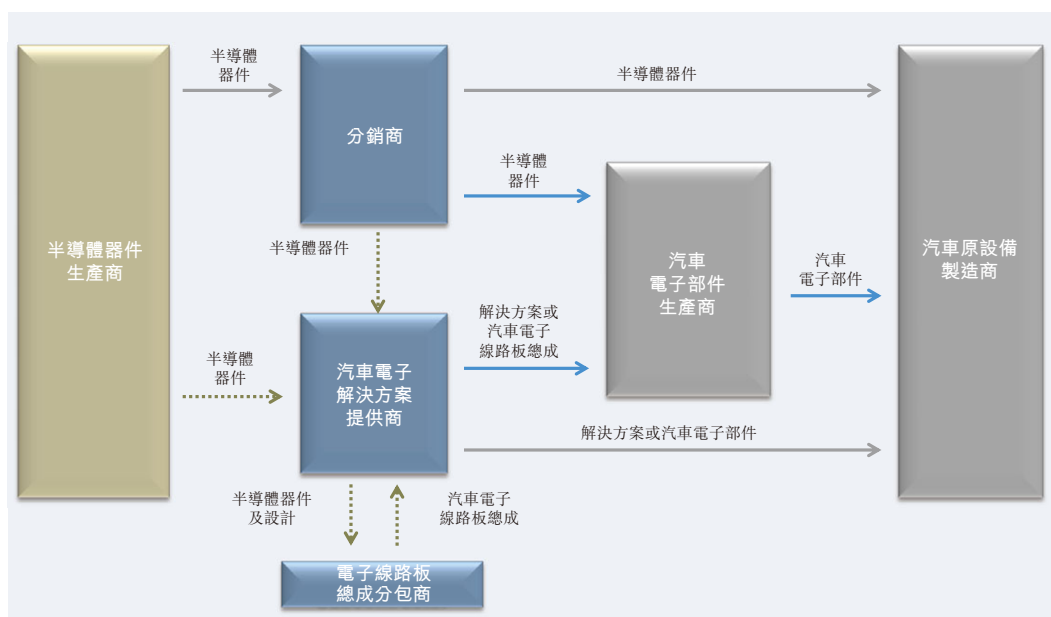 半導體
器件
半導體器件
分銷商
半導體
器件
半導體器件
生產商
半導體器件
汽車
電子部件
生產商
汽車
電子部件
汽車原設備
製造商
解決方案或
汽車電子
線路板總成
半導體
器件
汽車電子
解決方案
提供商
解決方案或汽車電子部件
半導體器件
及設計
汽車電子
線路板總成
電子線路板
總成分包商